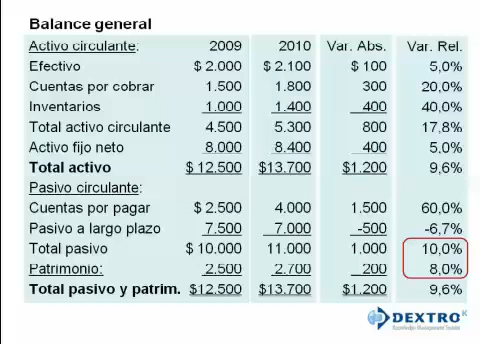 Balance general
Activo circulante: 2009 2010 Var. Abs. Var. Rel.
Efectivo $ 2.000 $ 2.100 $ 100 5,0%
Cuentas por cobrar 1.500 1.800 300 20,0%
Inventarios 1.000 1.400 400 40,0%
Total activo circulante 4.500 5.300 800 17,8%
Activo fijo neto 8.000 8.400 400 5,0%
Total activo $ 12.500 $13.700 $1.200 9,6%
Pasivo circulante:
Cuentas por pagar $ 2.500 4.000 1.500 60,0%
Pasivo a largo plazo 7.500 7.000 -500 -6,7%
Total pasivo $ 10.000 11.000 1.000 10,0%
Patrimonio: 2.500 2.700 200 8,0%
Total pasivo y patrim. $12.500 $13.700 $1.200 9,6%
DEXTRO